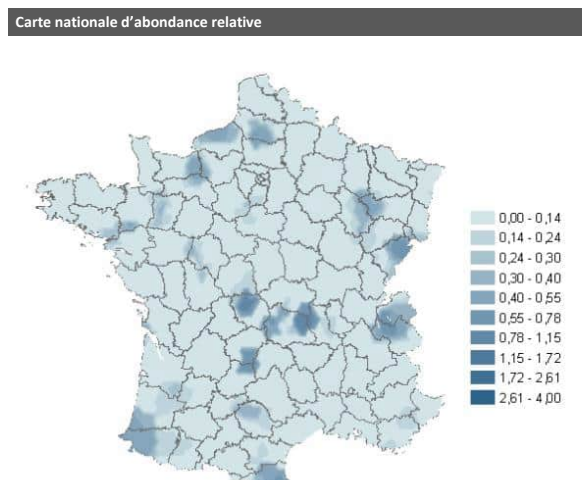 Carte nationale d'abondance relative
0,00 - 0,14
0,14 - 0,24
0,24 - 0,30
0,30 - 0,40
0,40 - 0,55
0,55 - 0,78
0,78 - 1,15
1,15 - 1,72
1,72 - 2,61
2,61 - 4,00